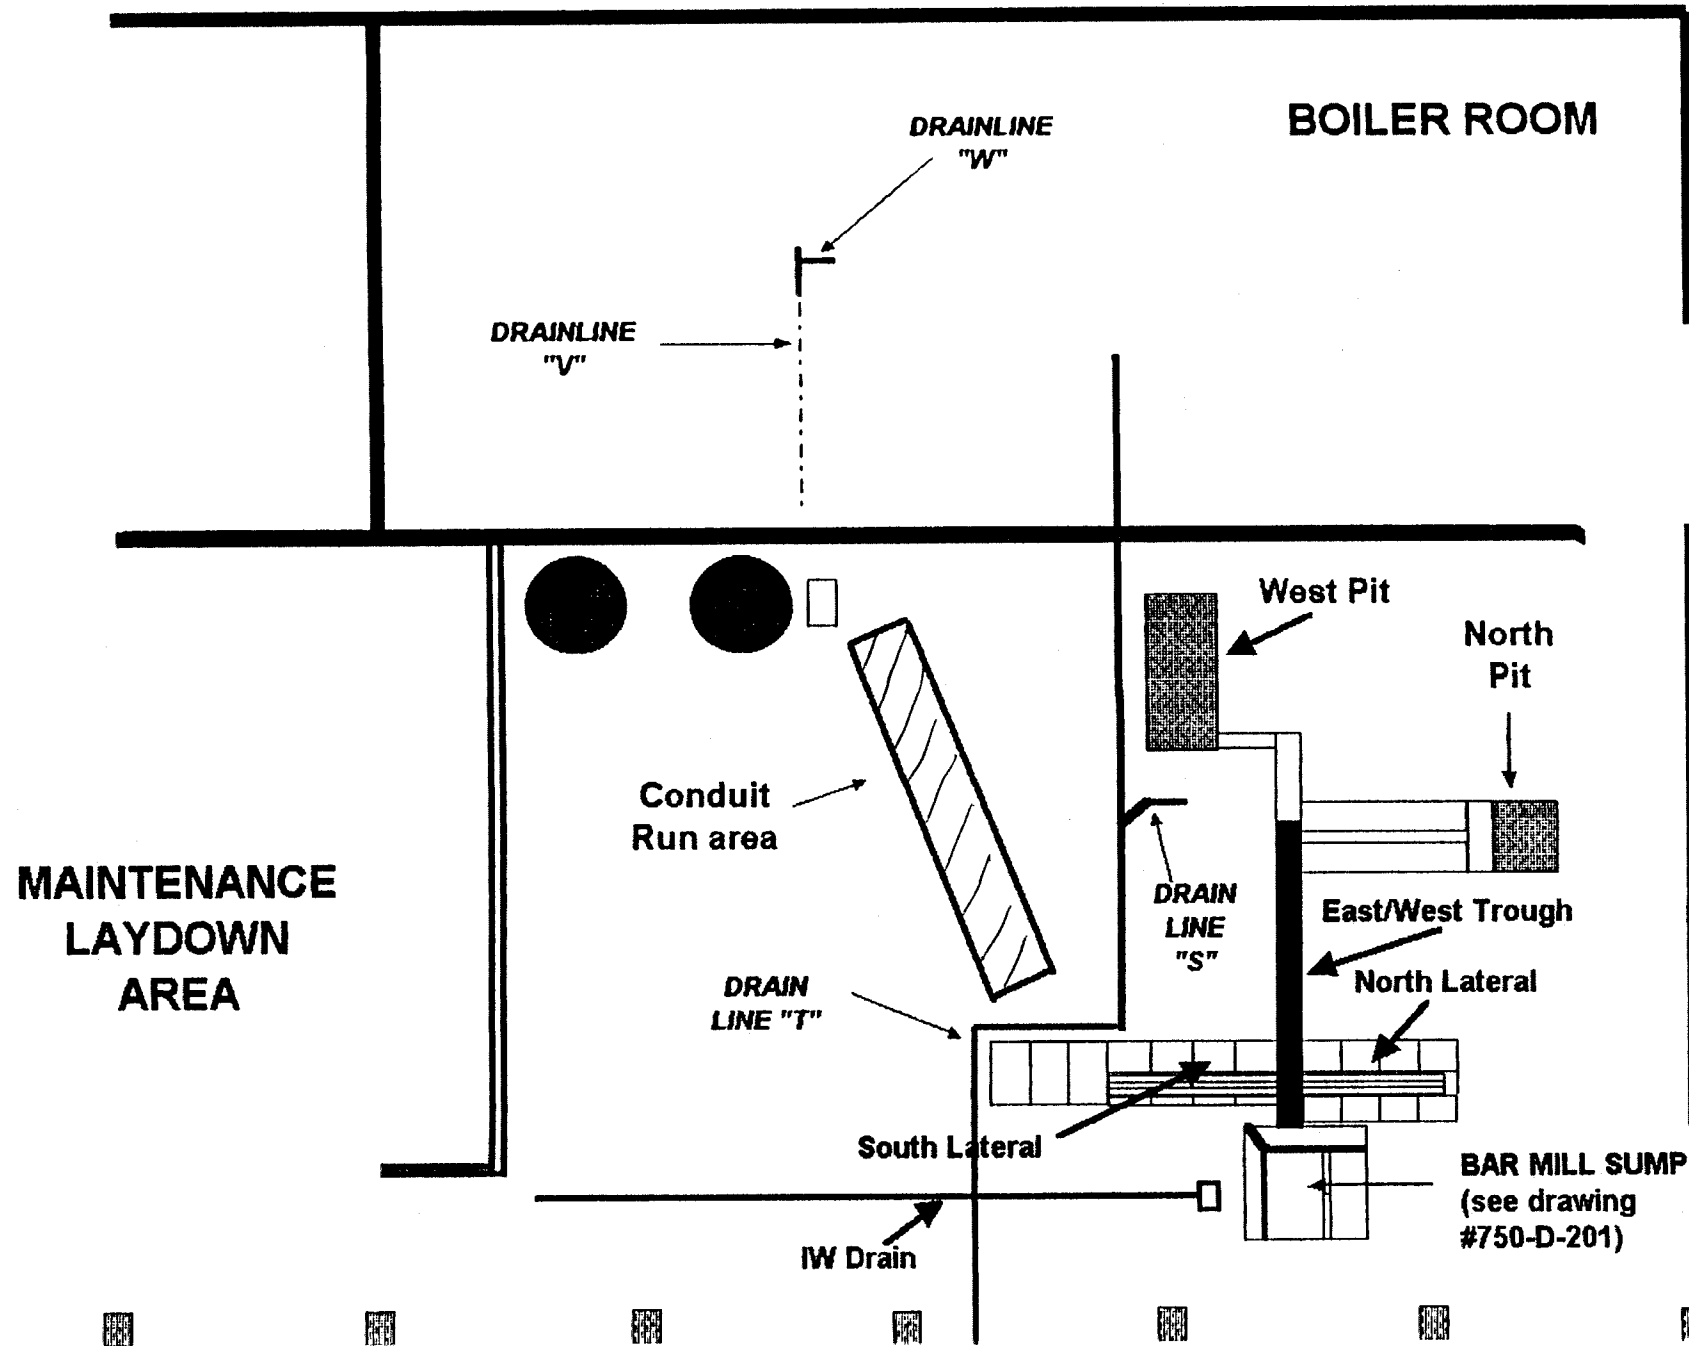 BOILER ROOM
DRAINLINE
"W"
DRAINLINE
"V"
West Pit
North
Pit
Conduit
Run area
MAINTENANCE
LAYDOWN
AREA
DRAIN
LINE
"S"
East/West Trough
North Lateral
DRAIN
LINE "T"
South Lateral
BAR MILL SUMP
(see drawing
#750-D-201)
IW Drain